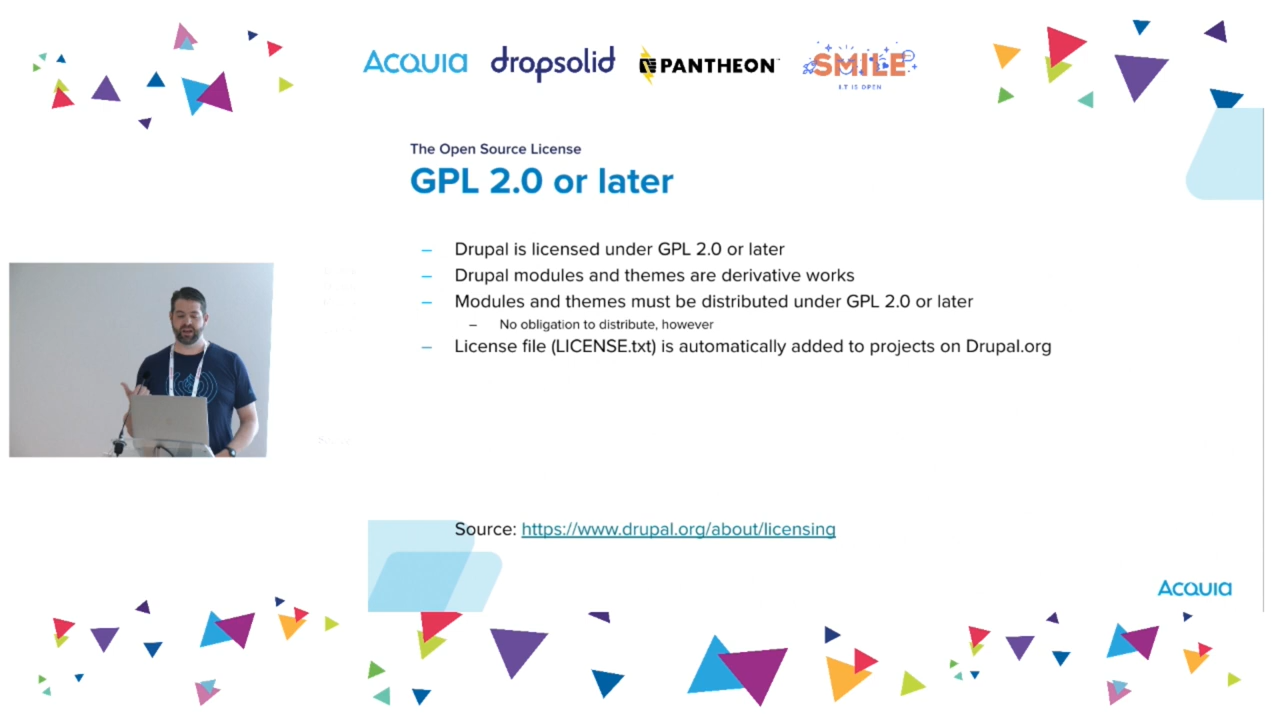 Acquia
dropsolid
PANTHEON
SMILE
I.T IS OPEN
The Open Source License
GPL 2.0 or later
– Drupal is licensed under GPL 2.0 or later
– Drupal modules and themes are derivative works
– Modules and themes must be distributed under GPL 2.0 or later
– No obligation to distribute, however
– License file (LICENSE.txt) is automatically added to projects on Drupal.org
Source: https://www.drupal.org/about/licensing
Acquia